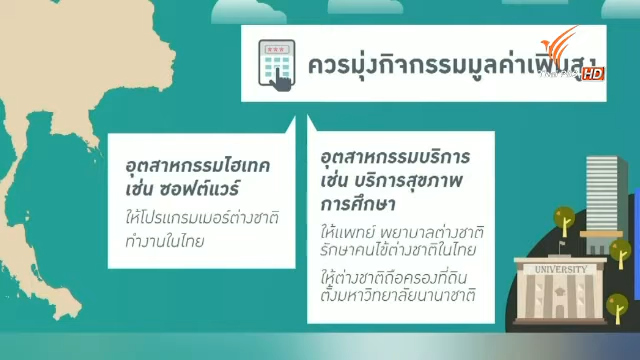 ควรมุ่งกิจกรรมมูลค่าเพิ่มสูง
Thai PBS HD
อุตสาหกรรมไฮเทค
เช่น ซอฟต์แวร์
ให้โปรแกรมเมอร์ต่างชาติ
ทำงานในไทย
อุตสาหกรรมบริการ
เช่น บริการสุขภาพ
การศึกษา
ให้แพทย์ พยาบาลต่างชาติ
รักษาคนไข้ต่างชาติในไทย
ให้ต่างชาติถือครองที่ดิน
ตั้งมหาวิทยาลัยนานาชาติ
UNIVERSITY